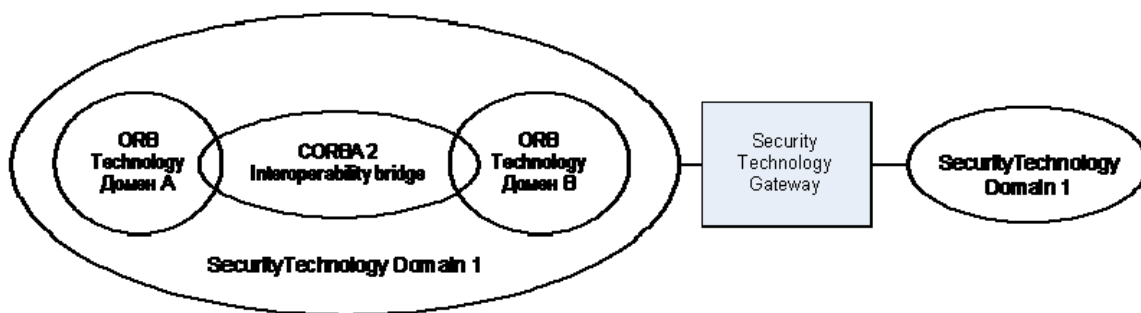 ORB
Technology
Домен А
CORBA 2
Interoperability bridge
ORB
Technology
Домен В
SecurityTechnology Domain 1
Security
Technology
Gateway
SecurityTechnology
Domain 1